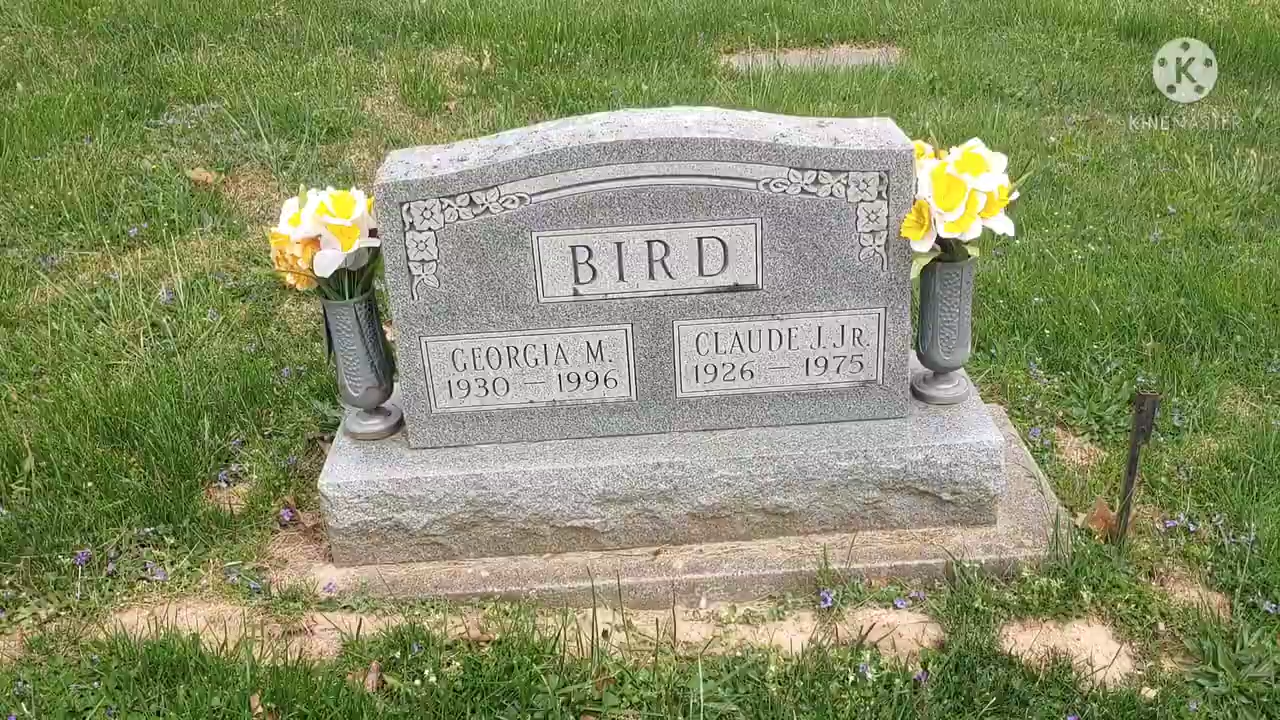 K
KINEMASTER
BIRD
GEORGIA M.
1930 — 1996
CLAUDE J. JR.
1926 — 1975